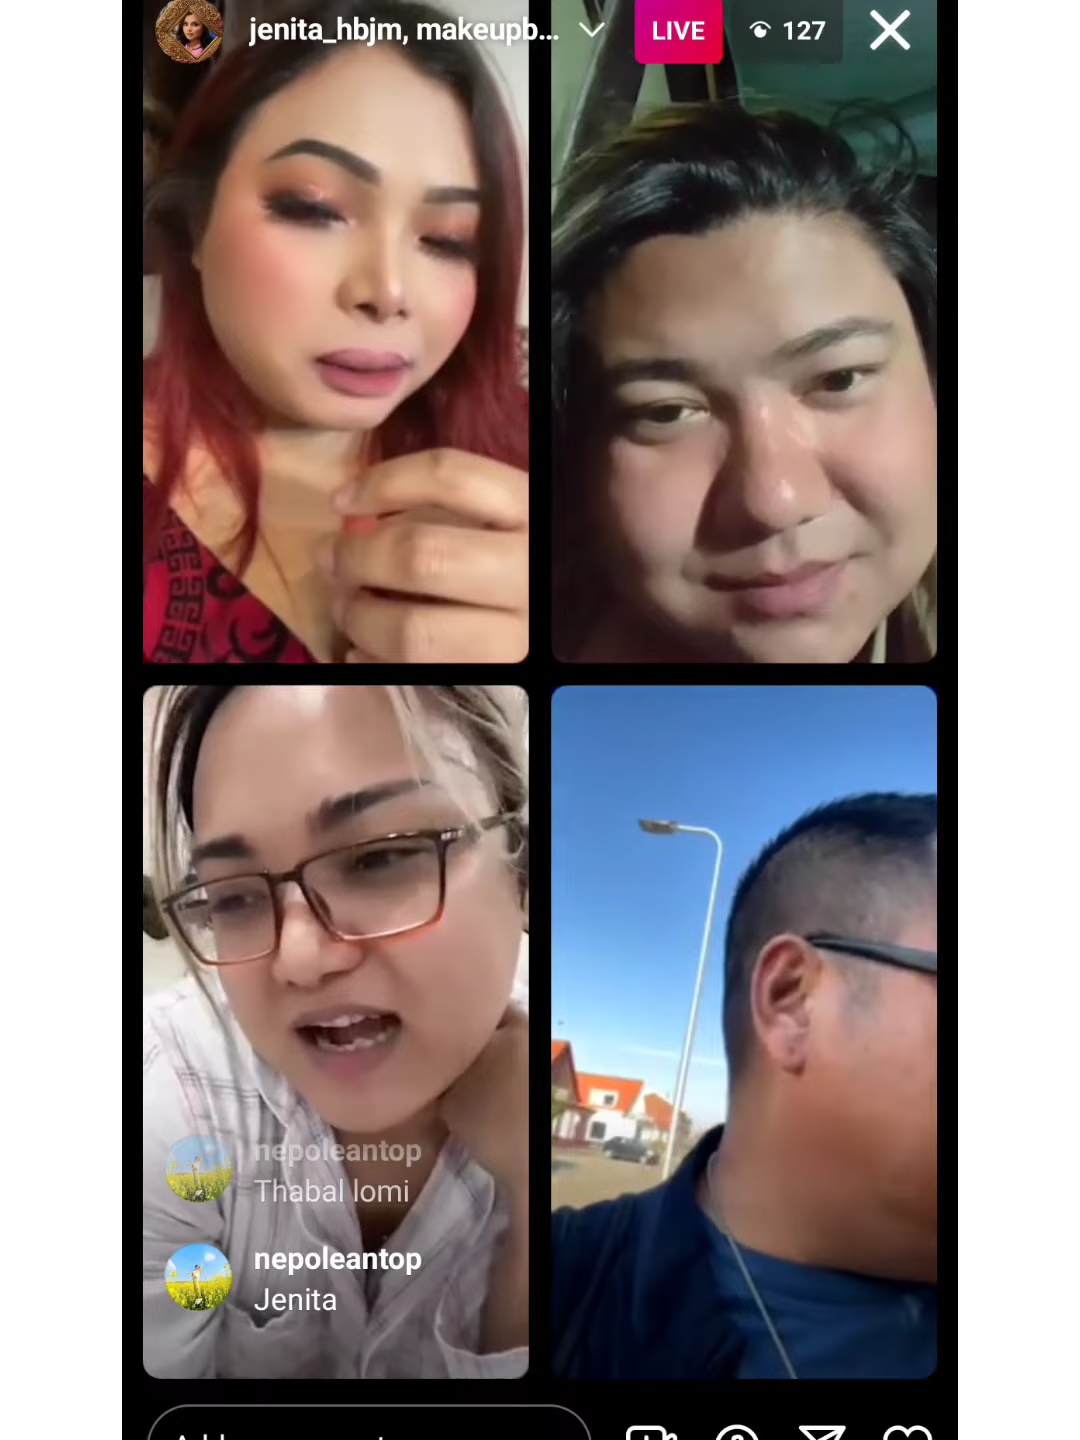 jenita_hbjm, makeupb...
LIVE
127
nepoleantop
Thabal lomi
nepoleantop
Jenita